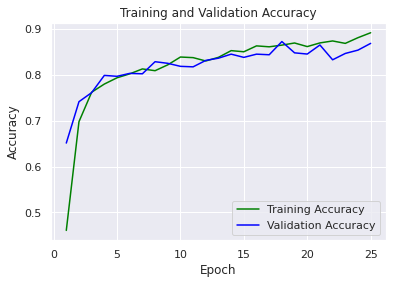 Training and Validation Accuracy
0.9
0.8
0.7
0.6
0.5
Accuracy
Training Accuracy
Validation Accuracy
0 5 10 15 20 25
Epoch